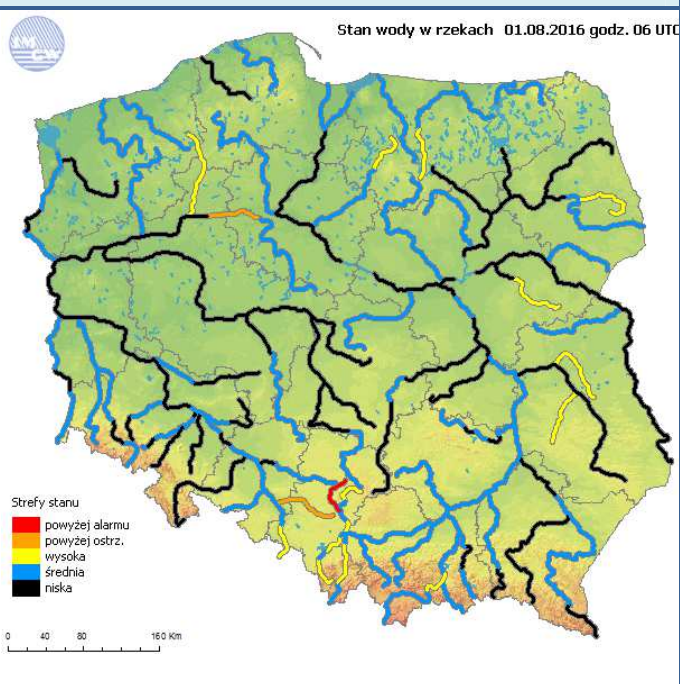 Stan wody w rzekach 01.08.2016 godz. 06 UTC
Strefy stanu
powyżej alarmu
powyżej ostrz.
wysoka
średnia
niska
0 40 80 160 Km